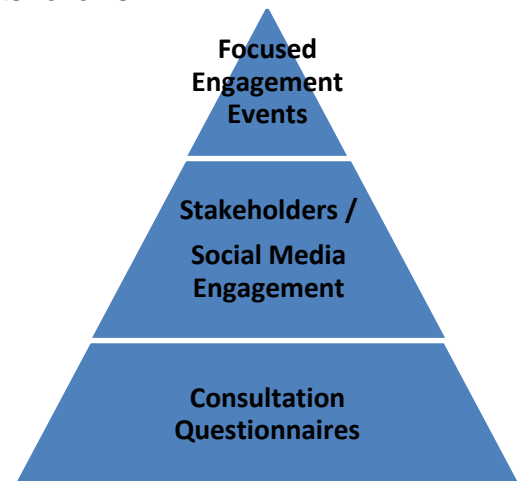 Focused
Engagement
Events
Stakeholders /
Social Media
Engagement
Consultation
Questionnaires